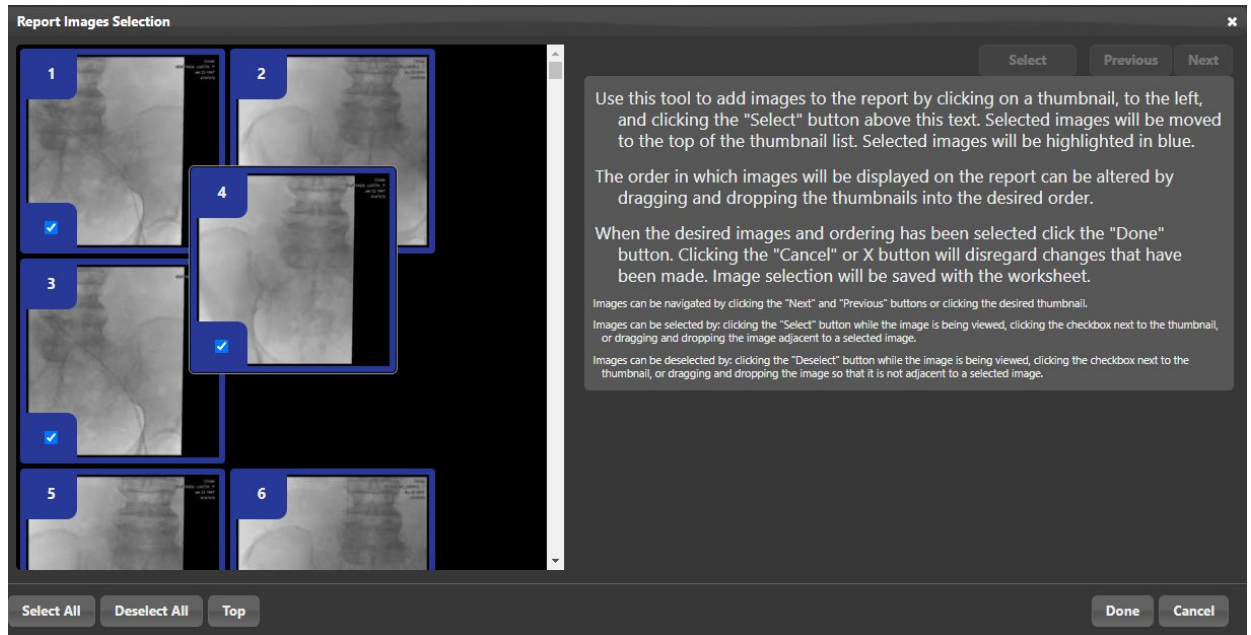 Report Images Selection
×
1
2
4
3
5
6
Select
Previous
Next
Use this tool to add images to the report by clicking on a thumbnail, to the left,
and clicking the "Select" button above this text. Selected images will be moved
to the top of the thumbnail list. Selected images will be highlighted in blue.
The order in which images will be displayed on the report can be altered by
dragging and dropping the thumbnails into the desired order.
When the desired images and ordering has been selected click the "Done"
button. Clicking the "Cancel" or X button will disregard changes that have
been made. Image selection will be saved with the worksheet.
Images can be navigated by clicking the "Next" and "Previous" buttons or clicking the desired thumbnail.
Images can be selected by: clicking the "Select" button while the image is being viewed, clicking the checkbox next to the thumbnail,
or dragging and dropping the image adjacent to a selected image.
Images can be deselected by: clicking the "Deselect" button while the image is being viewed, clicking the checkbox next to the
thumbnail, or dragging and dropping the image so that it is not adjacent to a selected image.
Select All
Deselect All
Top
Done
Cancel